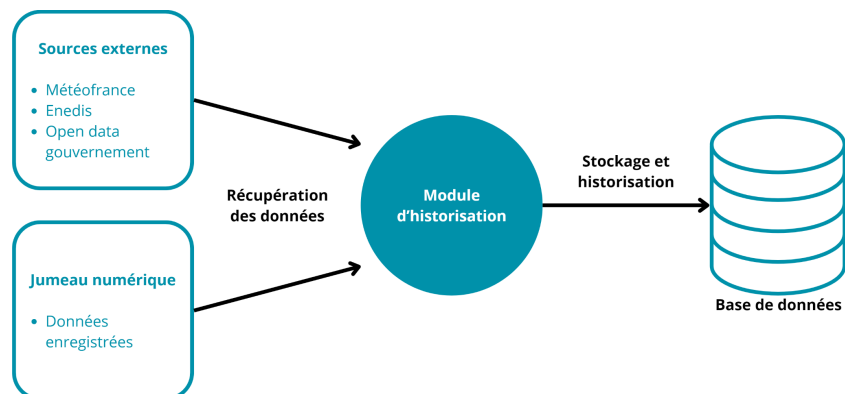 Sources externes
• Météofrance
• Enedis
• Open data
gouvernement
Récupération
des données
Jumeau numérique
• Données
enregistrées
Module
d'historisation
Stockage et
historisation
Base de données